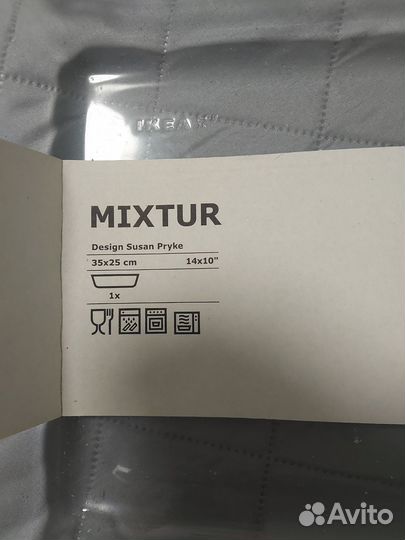 IKEA®
MIXTUR
Design Susan Pryke
35x25 cm 14x10"
1x
Avito